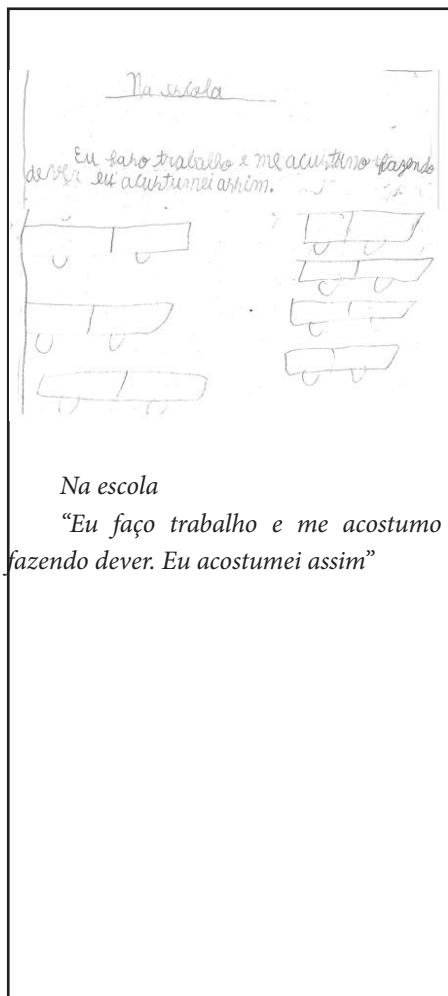 Na escola
Eu faro trabalho e me acustumo fazendo
dever eu acustumei assim.
Na escola
“Eu faço trabalho e me acostumo
fazendo dever. Eu acostumei assim”